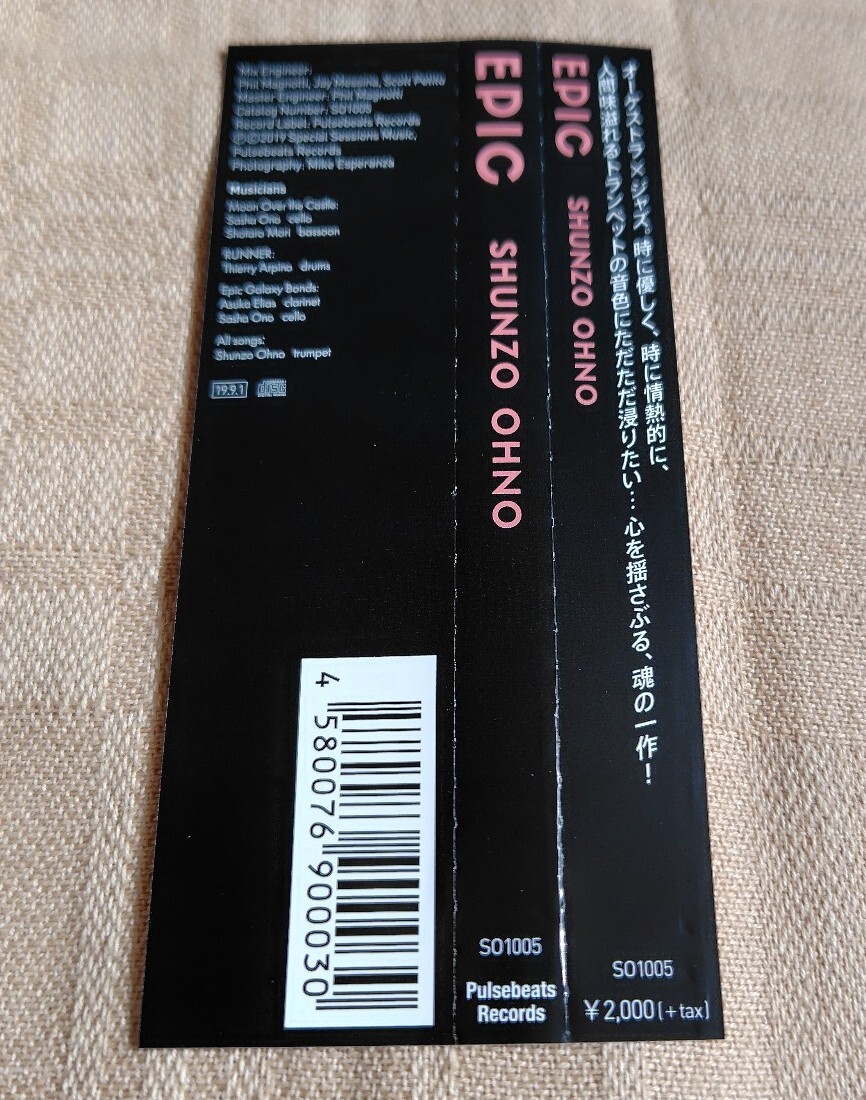 Mix Engineer:
Phil Magnotti, Jay Messina, Scott Petito
Master Engineer: Phil Magnotti
Catalog Number: SO1005
Record Label: Pulsebeats Records
℗©2019 Special Sessions Music,
Pulsebeats Records
Photography: Mike Esperanza
Musicians
Moon Over the Castle:
Sasha Ono cello
Shotaro Mori bassoon
RUNNER:
Thierry Arpino drums
Epic Galaxy Bonds:
Asuka Elias clarinet
Sasha Ono cello
All songs:
Shunzo Ohno trumpet
19.9.1
disc
4 580076 900030
EPIC SHUNZO OHNO
SO1005
Pulsebeats
Records
EPIC SHUNZO OHNO
オーケストラ×ジャズ。時に優しく、時に情熱的に、
人間味溢れるトランペットの音色にただただ浸りたい…心を揺さぶる、魂の一作！
SO1005
¥2,000(+tax)